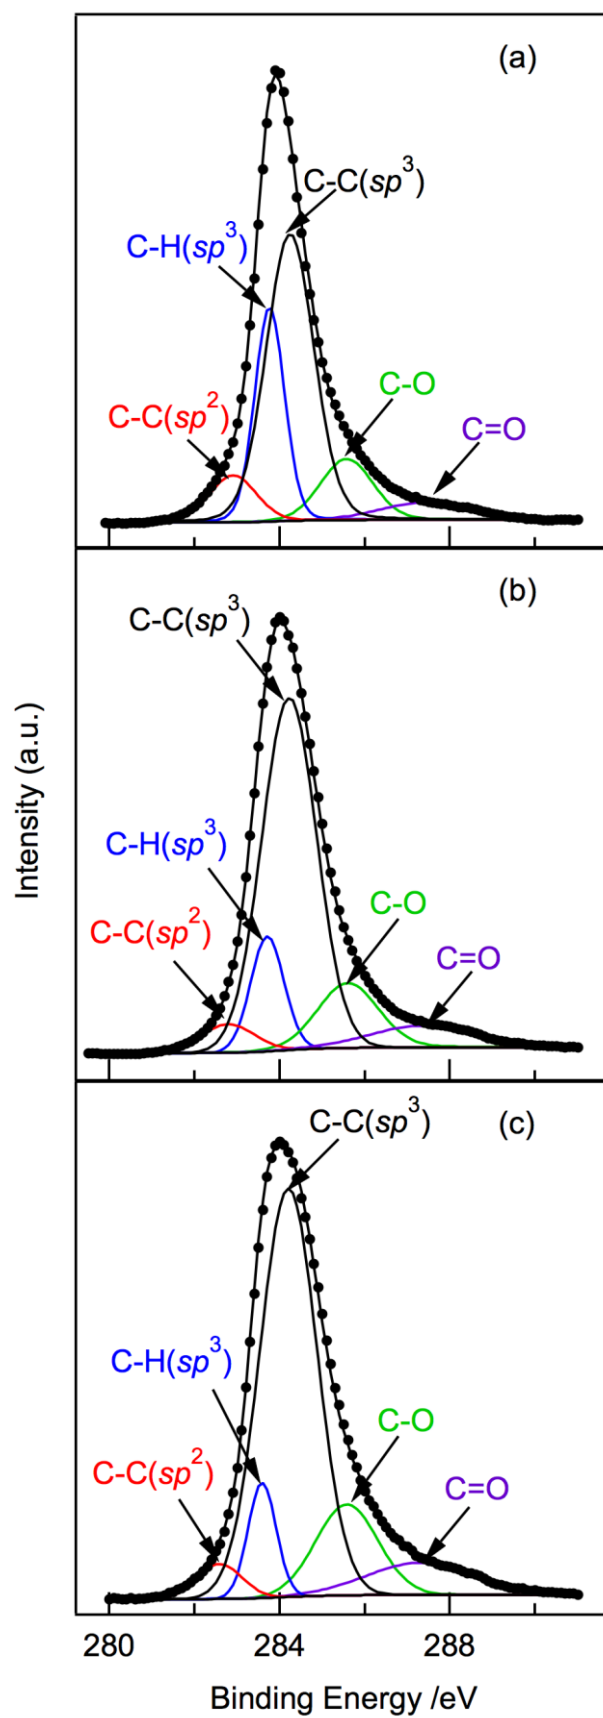 (a)
C-C(sp³)
C-H(sp³)
C-O
C-C(sp²)
C=O
(b)
C-C(sp³)
Intensity (a.u.)
C-H(sp³)
C-O
C-C(sp²)
C=O
(c)
C-C(sp³)
C-H(sp³)
C-O
C-C(sp²)
C=O
280 284 288
Binding Energy /eV